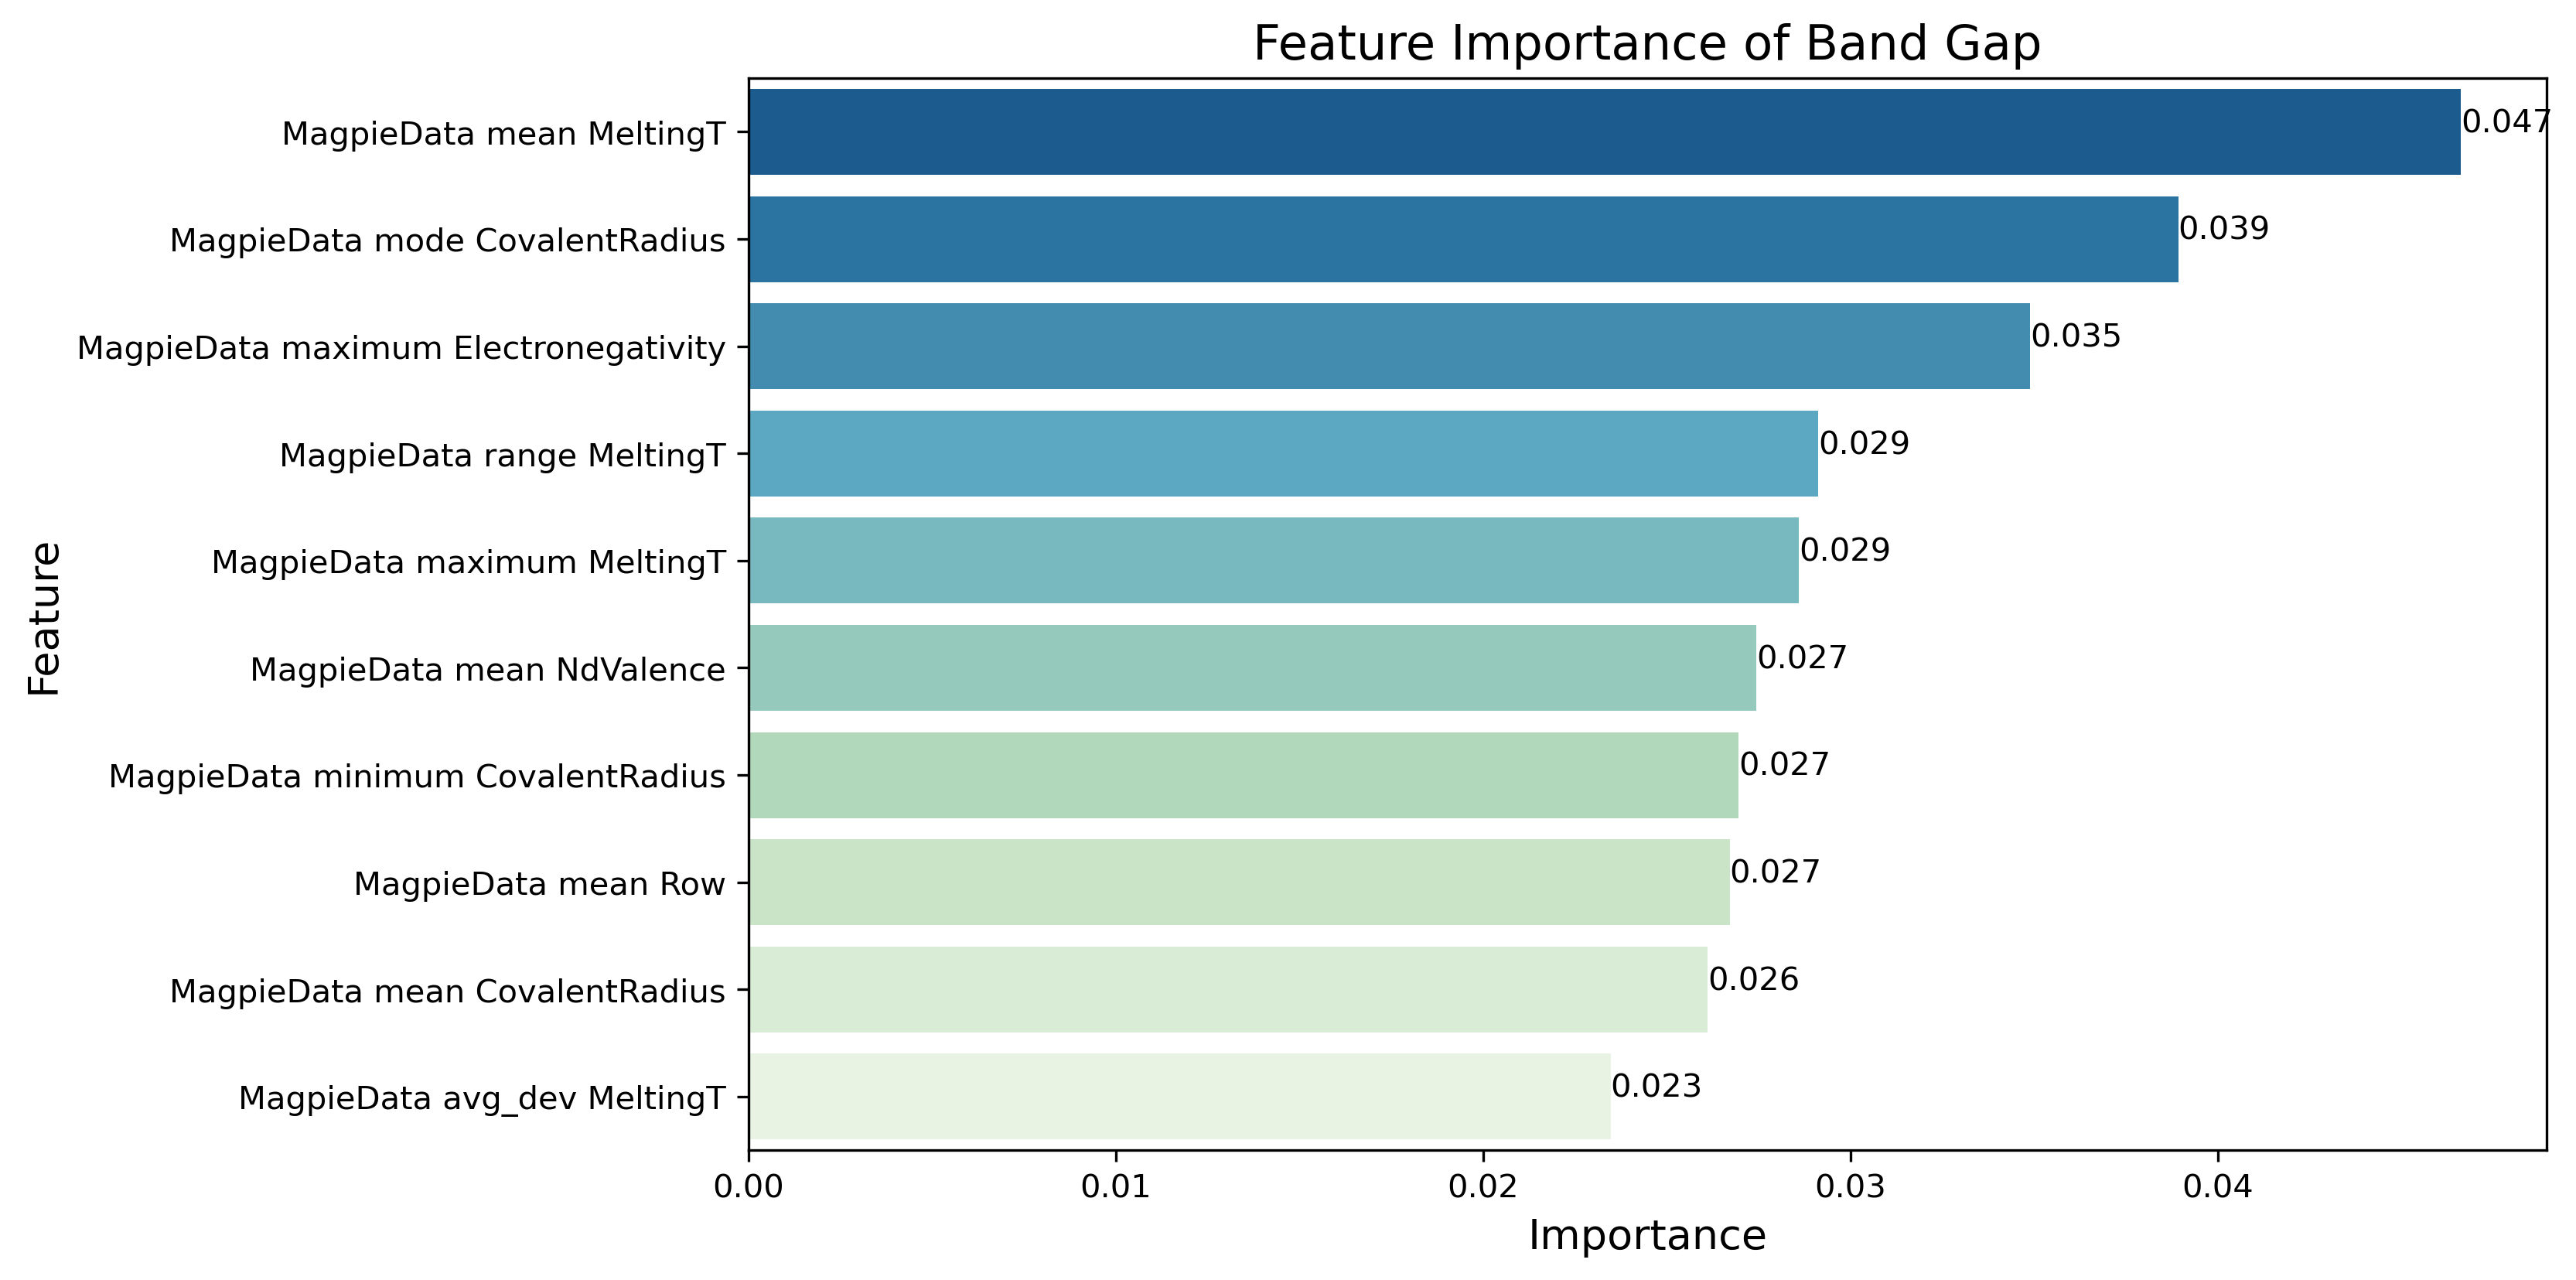 Feature Importance of Band Gap
MagpieData mean MeltingT
0.047
MagpieData mode CovalentRadius
0.039
MagpieData maximum Electronegativity
0.035
MagpieData range MeltingT
0.029
MagpieData maximum MeltingT
0.029
MagpieData mean NdValence
0.027
MagpieData minimum CovalentRadius
0.027
MagpieData mean Row
0.027
MagpieData mean CovalentRadius
0.026
MagpieData avg_dev MeltingT
0.023
Feature
0.00 0.01 0.02 0.03 0.04
Importance